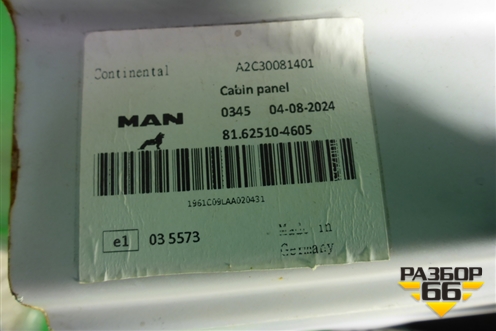 Continental A2C30081401
Cabin panel
MAN 0345 04-08-2024
81.62510-4605
1961C09LAA020431
e1 03 5573
Made in
Germany
РАЗБОР
66